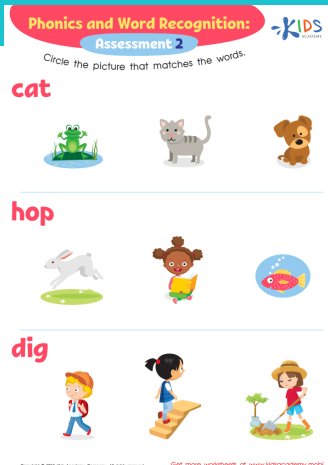 Phonics and Word Recognition:
Assessment 2
KIDS
ACADEMY
Circle the picture that matches the words.
cat
hop
dig
Get more worksheets at www.kidsacademy.mobi